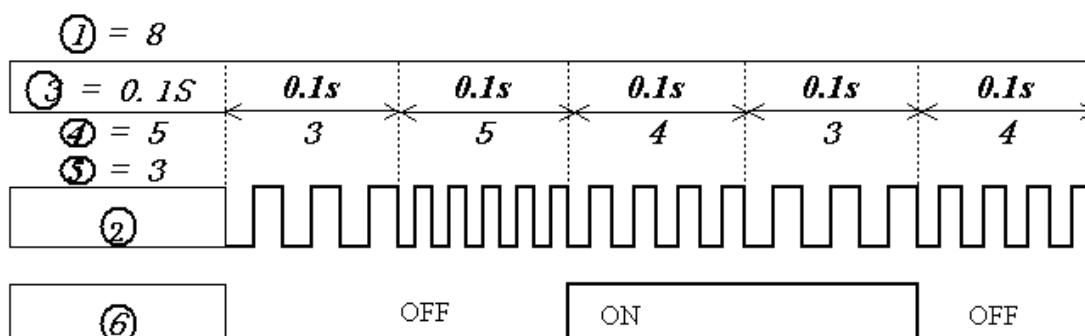 ① = 8
③ = 0.1S 0.1s 0.1s 0.1s 0.1s 0.1s
④ = 5 3 5 4 3 4
⑤ = 3
②
⑥ OFF ON OFF